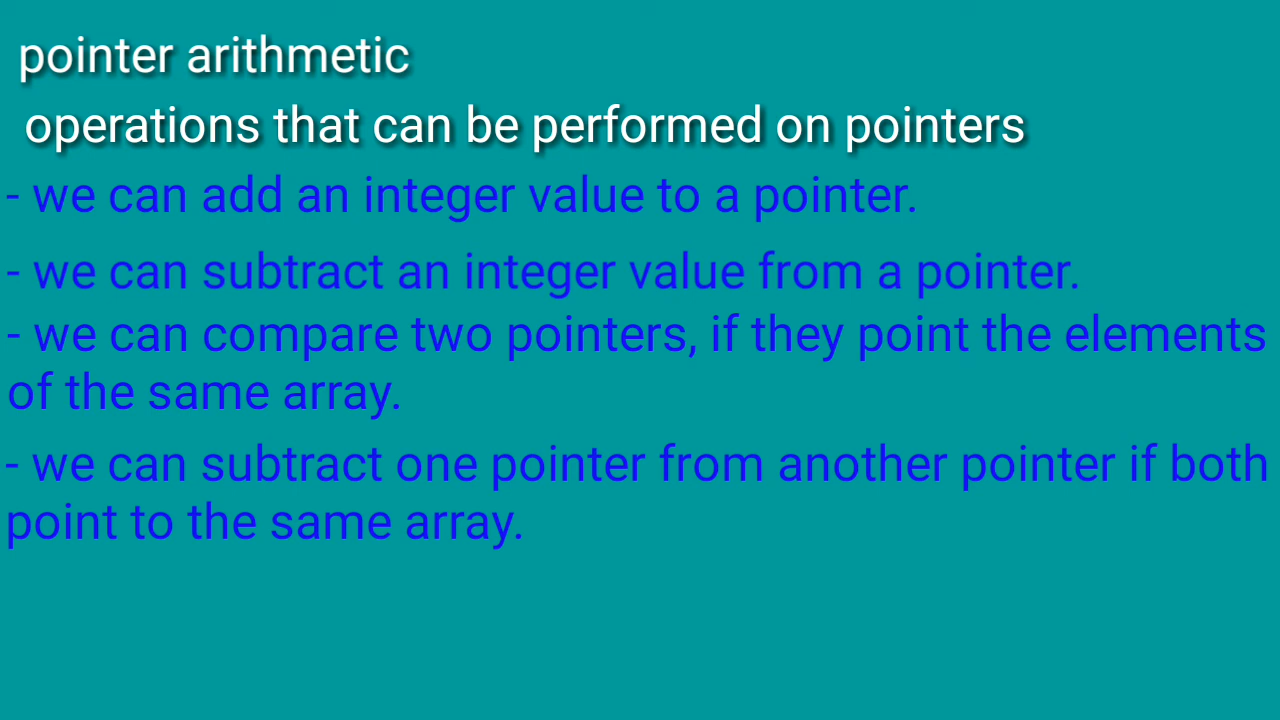 pointer arithmetic
operations that can be performed on pointers
- we can add an integer value to a pointer.
- we can subtract an integer value from a pointer.
- we can compare two pointers, if they point the elements
of the same array.
- we can subtract one pointer from another pointer if both
point to the same array.